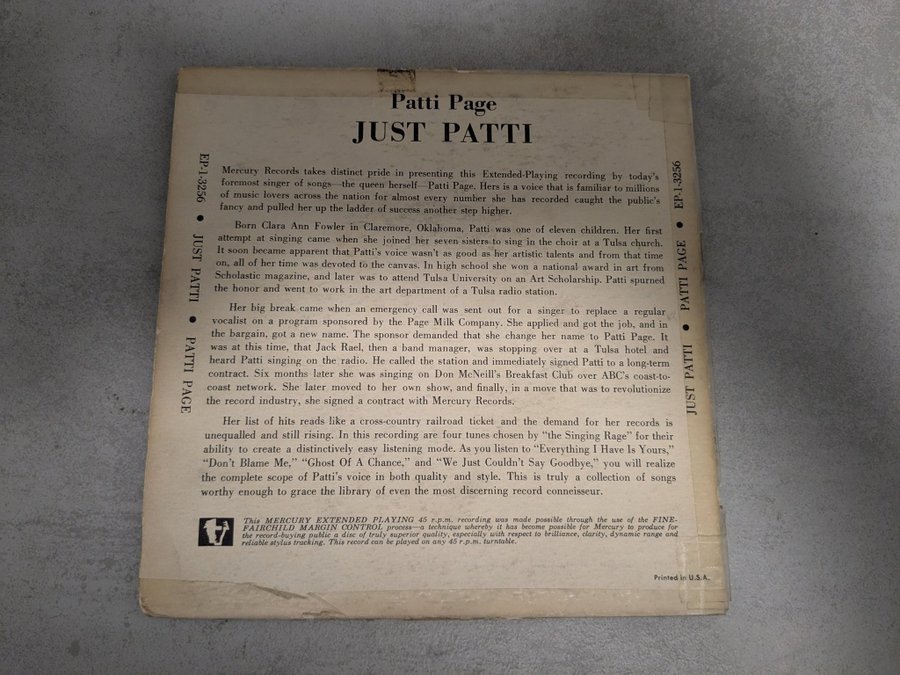 Patti Page
JUST PATTI
Mercury Records takes distinct pride in presenting this Extended-Playing recording by today's
foremost singer of songs—the queen herself—Patti Page. Hers is a voice that is familiar to millions
of music lovers across the nation for almost every number she has recorded caught the public's
fancy and pulled her up the ladder of success another step higher.
Born Clara Ann Fowler in Claremore, Oklahoma, Patti was one of eleven children. Her first
attempt at singing came when she joined her seven sisters to sing in the choir at a Tulsa church.
It soon became apparent that Patti's voice wasn't as good as her artistic talents and from that time
on, all of her time was devoted to the canvas. In high school she won a national award in art from
Scholastic magazine, and later was to attend Tulsa University on an Art Scholarship. Patti spurned
the honor and went to work in the art department of a Tulsa radio station.
Her big break came when an emergency call was sent out for a singer to replace a regular
vocalist on a program sponsored by the Page Milk Company. She applied and got the job, and in
the bargain, got a new name. The sponsor demanded that she change her name to Patti Page. It
was at this time, that Jack Rael, then a band manager, was stopping over at a Tulsa hotel and
heard Patti singing on the radio. He called the station and immediately signed Patti to a long-term
contract. Six months later she was singing on Don McNeill's Breakfast Club over ABC's coast-to-
coast network. She later moved to her own show, and finally, in a move that was to revolutionize
the record industry, she signed a contract with Mercury Records.
Her list of hits reads like a cross-country railroad ticket and the demand for her records is
unequalled and still rising. In this recording are four tunes chosen by "the Singing Rage" for their
ability to create a distinctively easy listening mode. As you listen to "Everything I Have Is Yours,"
"Don't Blame Me," "Ghost Of A Chance," and "We Just Couldn't Say Goodbye," you will realize
the complete scope of Patti's voice in both quality and style. This is truly a collection of songs
worthy enough to grace the library of even the most discerning record connoisseur.
This MERCURY EXTENDED PLAYING 45 r.p.m. recording was made possible through the use of the FINE-
FAIRCHILD MARGIN CONTROL process—a technique whereby it has become possible for Mercury to produce for
the record-buying public a disc of truly superior quality, especially with respect to brilliance, clarity, dynamic range and
reliable stylus tracking. This record can be played on any 45 r.p.m. turntable.
Printed in U.S.A.
EP-1-3256 ● JUST PATTI ● PATTI PAGE
JUST PATTI ● PATTI PAGE ● EP-1-3256